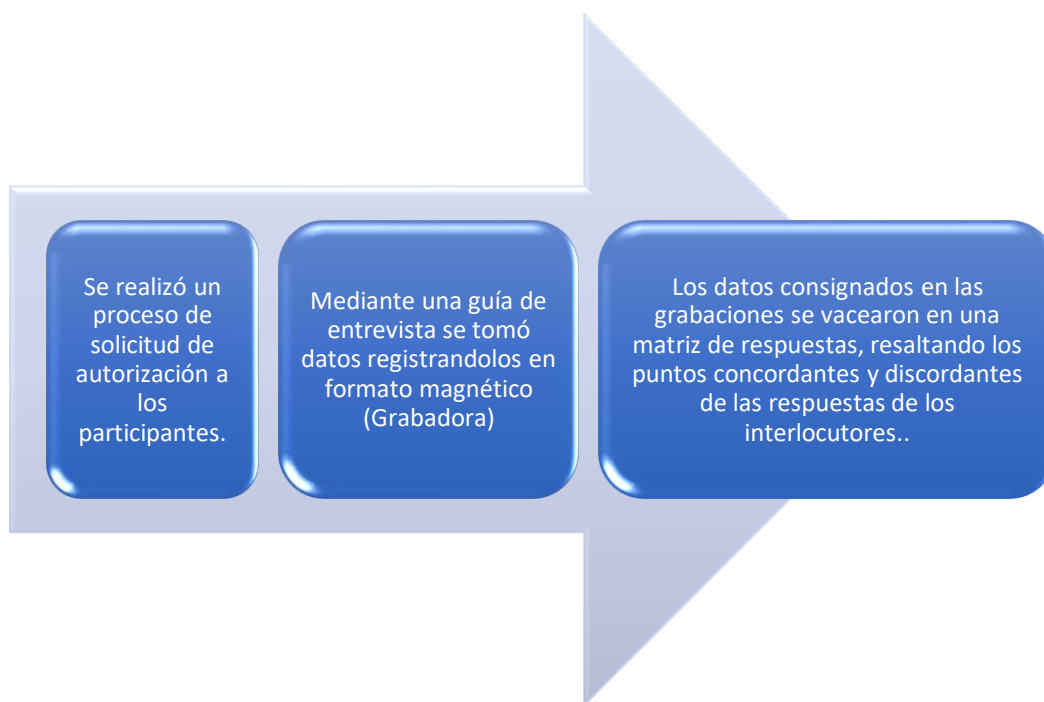 Se realizó un
proceso de
solicitud de
autorización a
los
participantes.
Mediante una guía de
entrevista se tomó
datos registrandolos en
formato magnético
(Grabadora)
Los datos consignados en las
grabaciones se vacearon en una
matriz de respuestas, resaltando los
puntos concordantes y discordantes
de las respuestas de los
interlocutores..